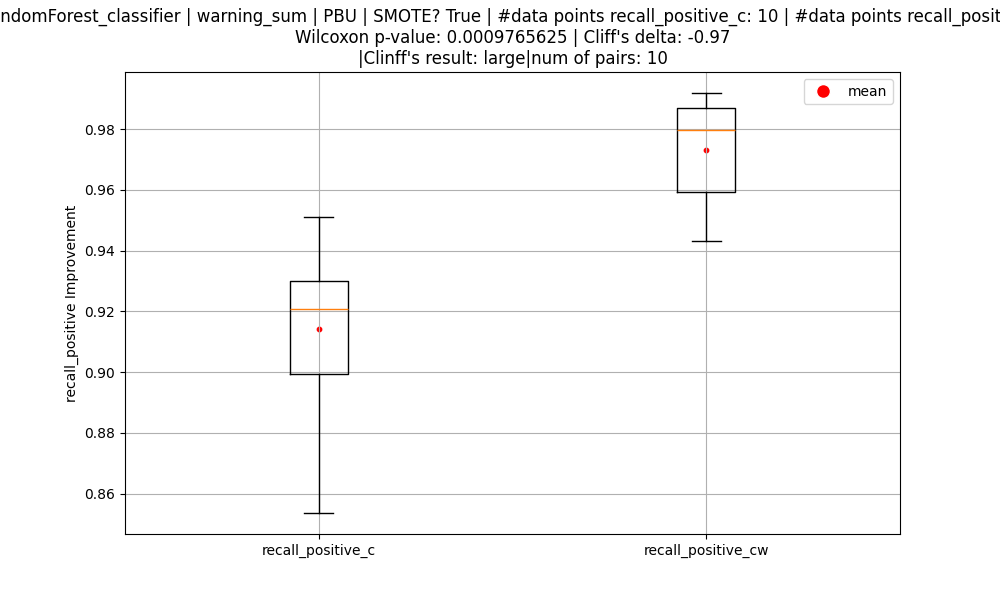 ndomForest_classifier | warning_sum | PBU | SMOTE? True | #data points recall_positive_c: 10 | #data points recall_posit
Wilcoxon p-value: 0.0009765625 | Cliff's delta: -0.97
|Clinff's result: large|num of pairs: 10
mean
0.98
0.96
0.94
0.92
0.90
0.88
0.86
recall_positive Improvement
recall_positive_c
recall_positive_cw